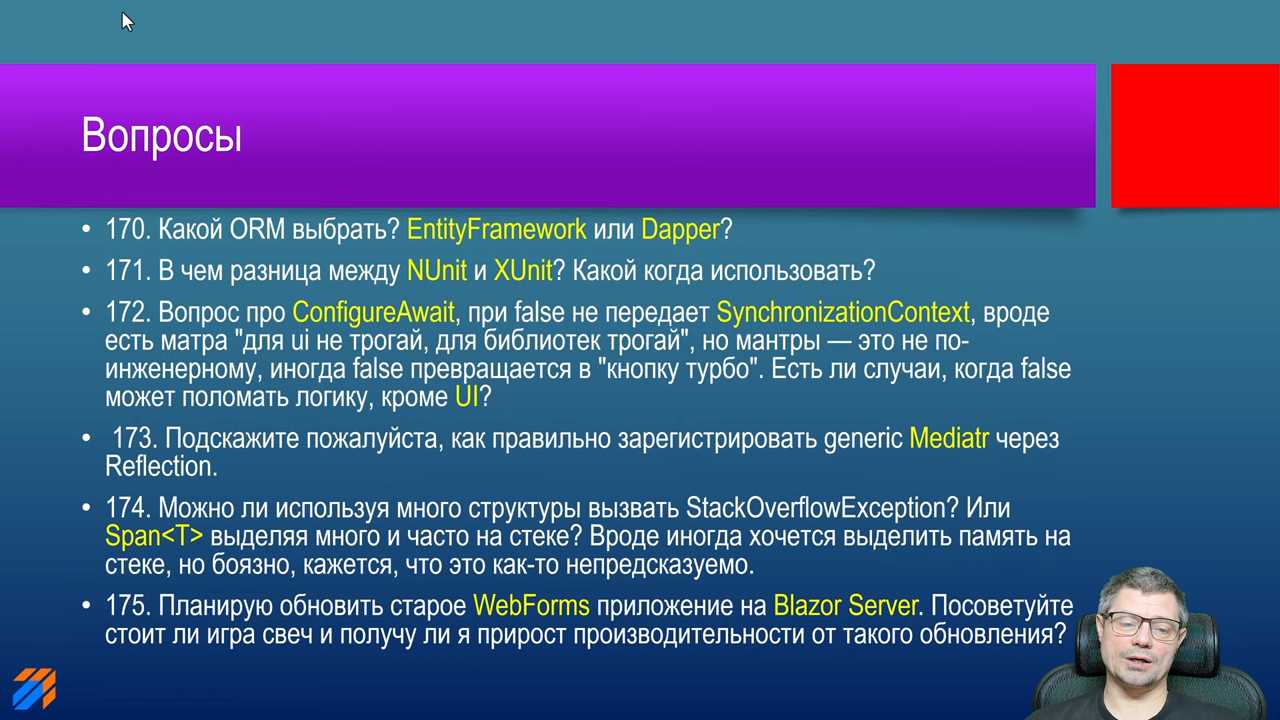 Вопросы
• 170. Какой ORM выбрать? EntityFramework или Dapper?
• 171. В чем разница между NUnit и XUnit? Какой когда использовать?
• 172. Вопрос про ConfigureAwait, при false не передает SynchronizationContext, вроде
есть матра "для ui не трогай, для библиотек трогай", но мантры — это не по-
инженерному, иногда false превращается в "кнопку турбо". Есть ли случаи, когда false
может поломать логику, кроме UI?
• 173. Подскажите пожалуйста, как правильно зарегистрировать generic Mediatr через
Reflection.
• 174. Можно ли используя много структуры вызвать StackOverflowException? Или
Span<T> выделяя много и часто на стеке? Вроде иногда хочется выделить память на
стеке, но боязно, кажется, что это как-то непредсказуемо.
• 175. Планирую обновить старое WebForms приложение на Blazor Server. Посоветуйте
стоит ли игра свеч и получу ли я прирост производительности от такого обновления?